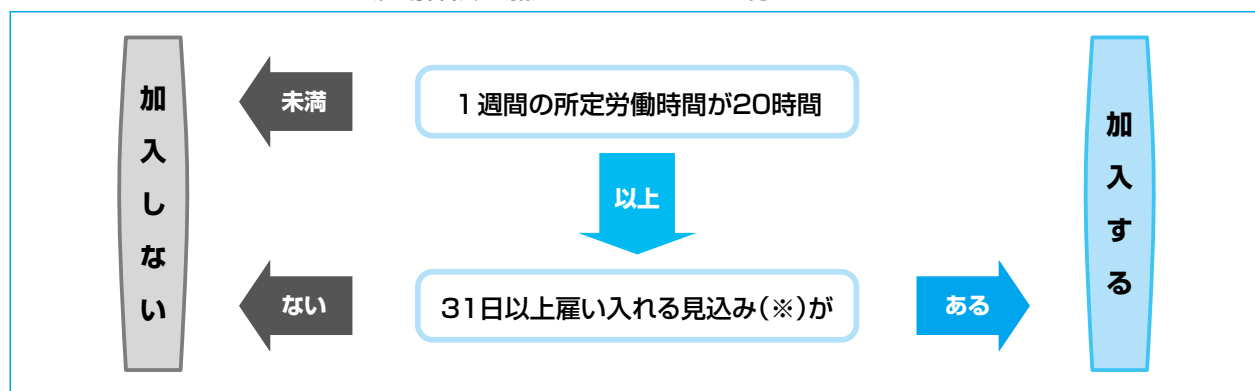 加入しない
未満
1週間の所定労働時間が20時間
以上
ない
31日以上雇い入れる見込み(※)が
ある
加入する